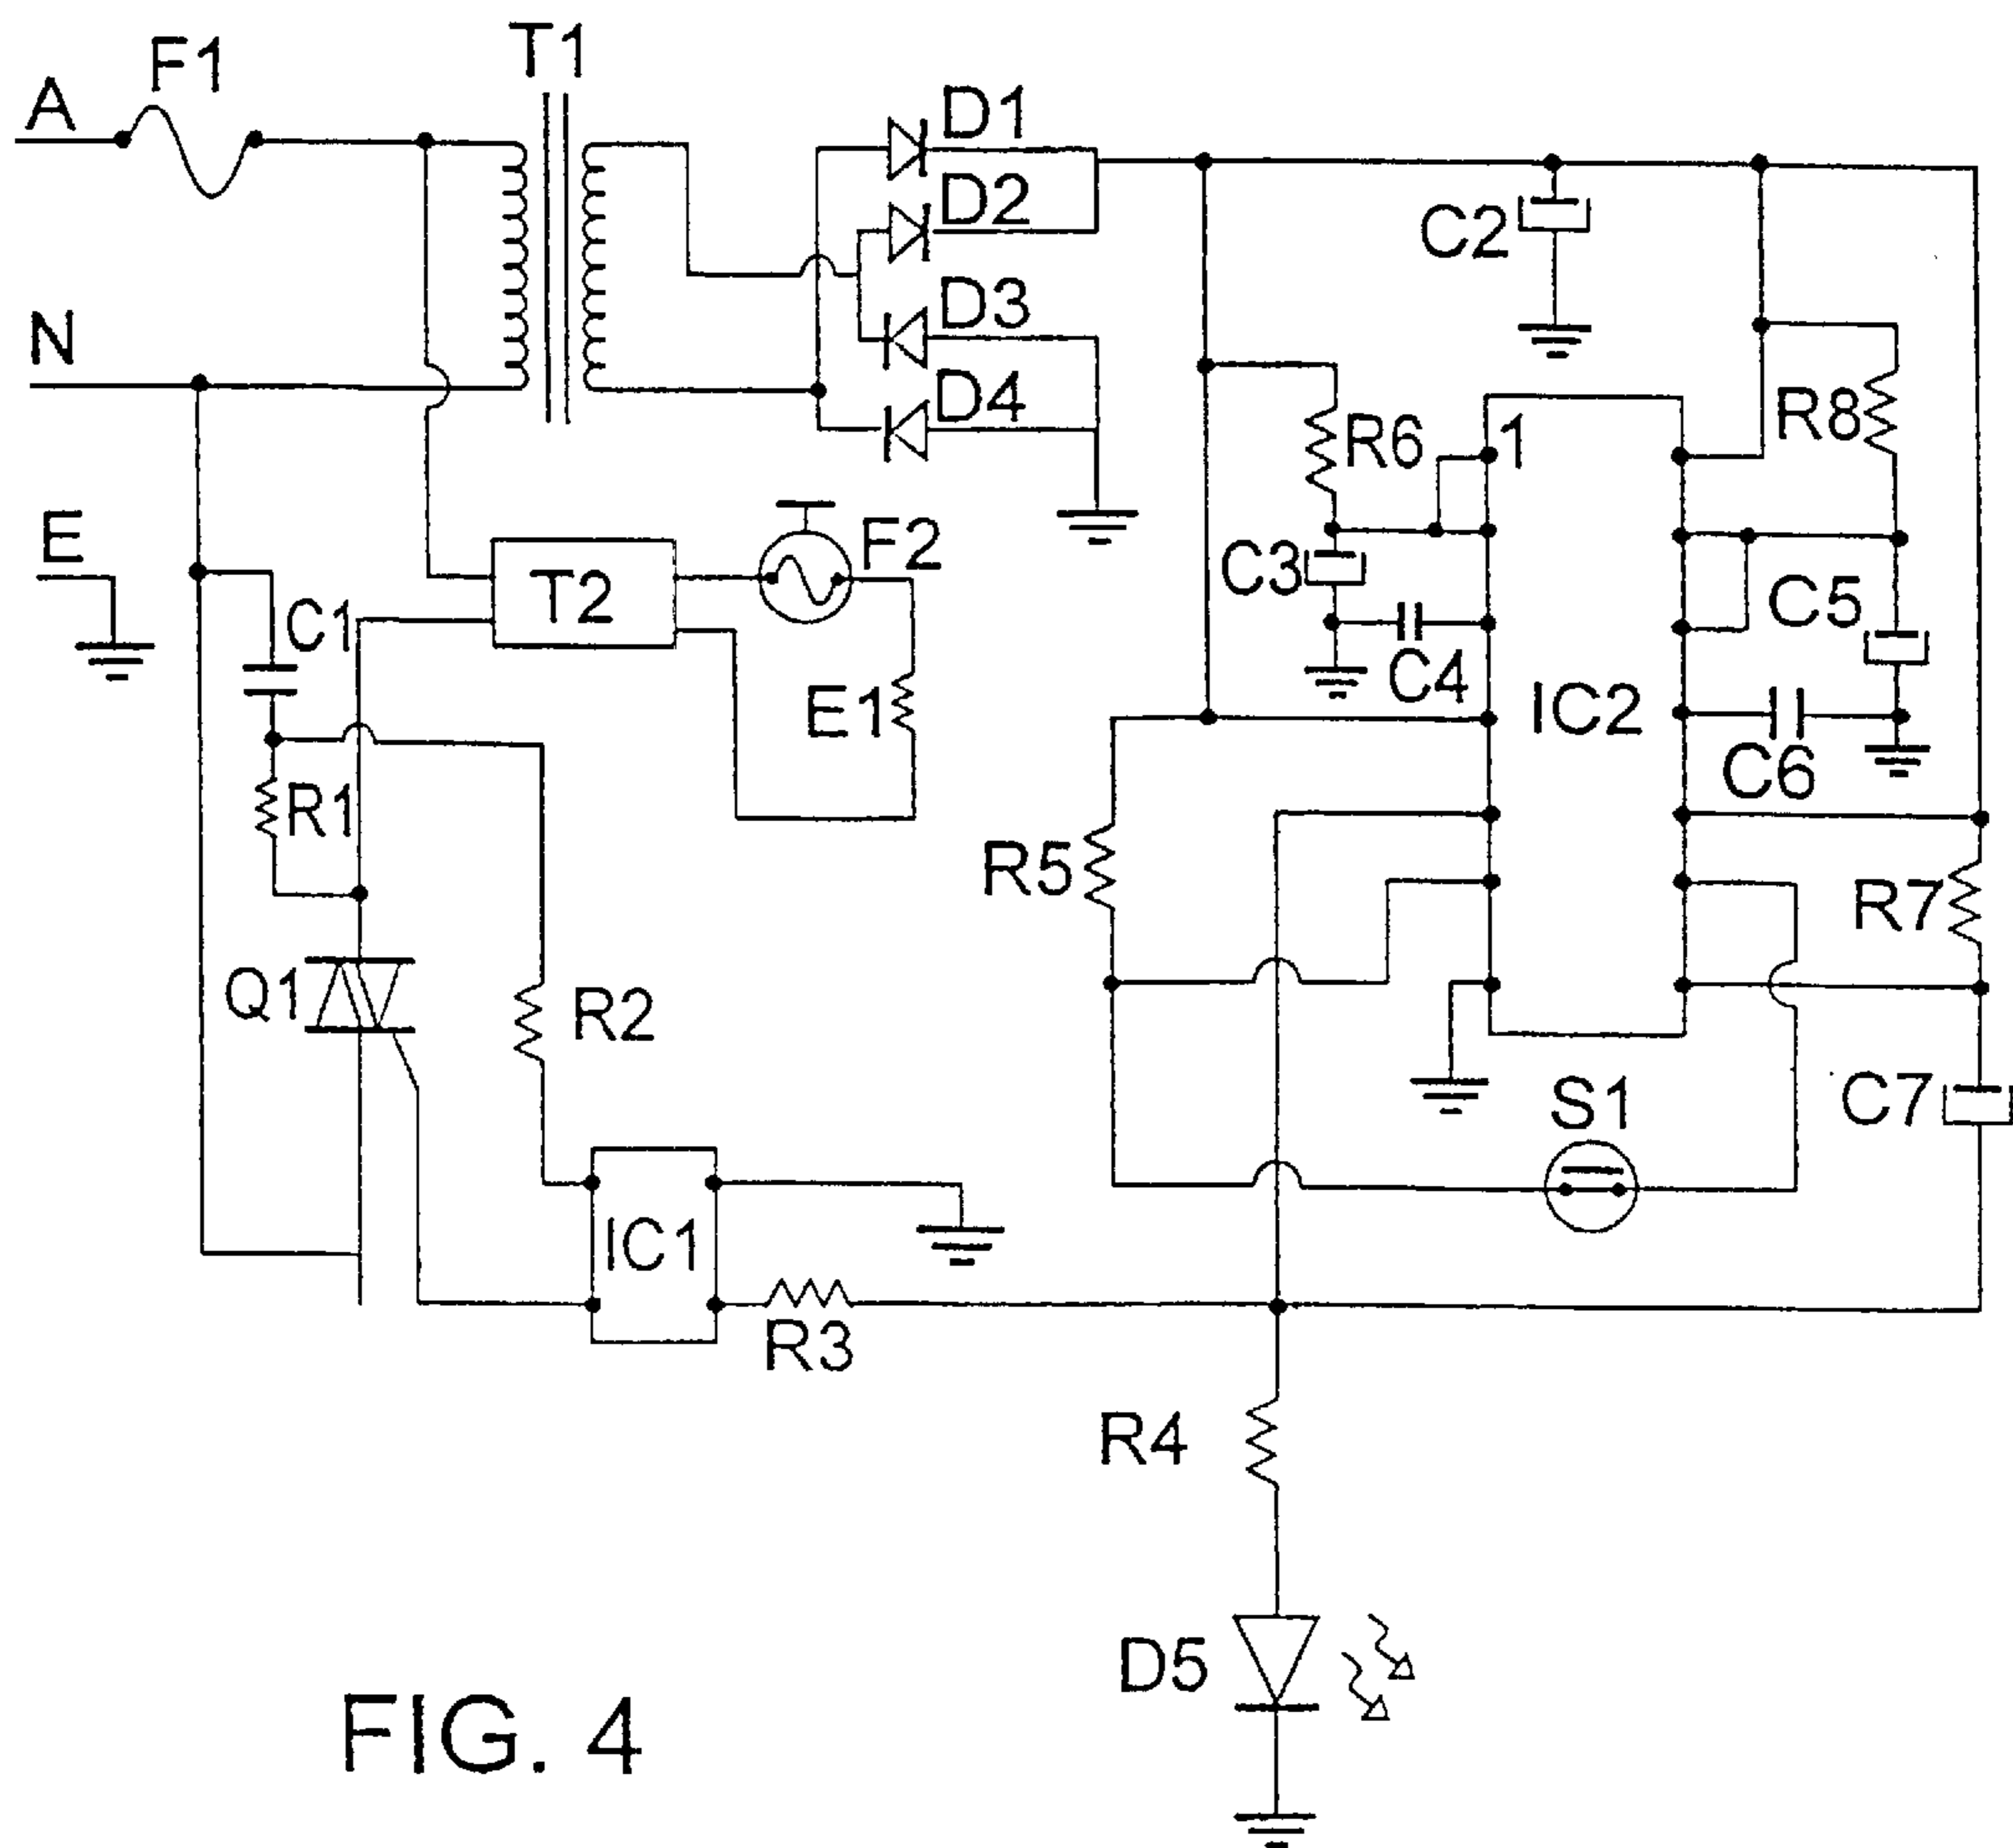 A
F1
T1
D1
D2
C2
N
D3
D4
R6
1
R8
E
F2
T2
C3
C5
C1
C4
E1
IC2
C6
R1
R5
R7
Q1
R2
S1
C7
IC1
R3
R4
D5
FIG. 4